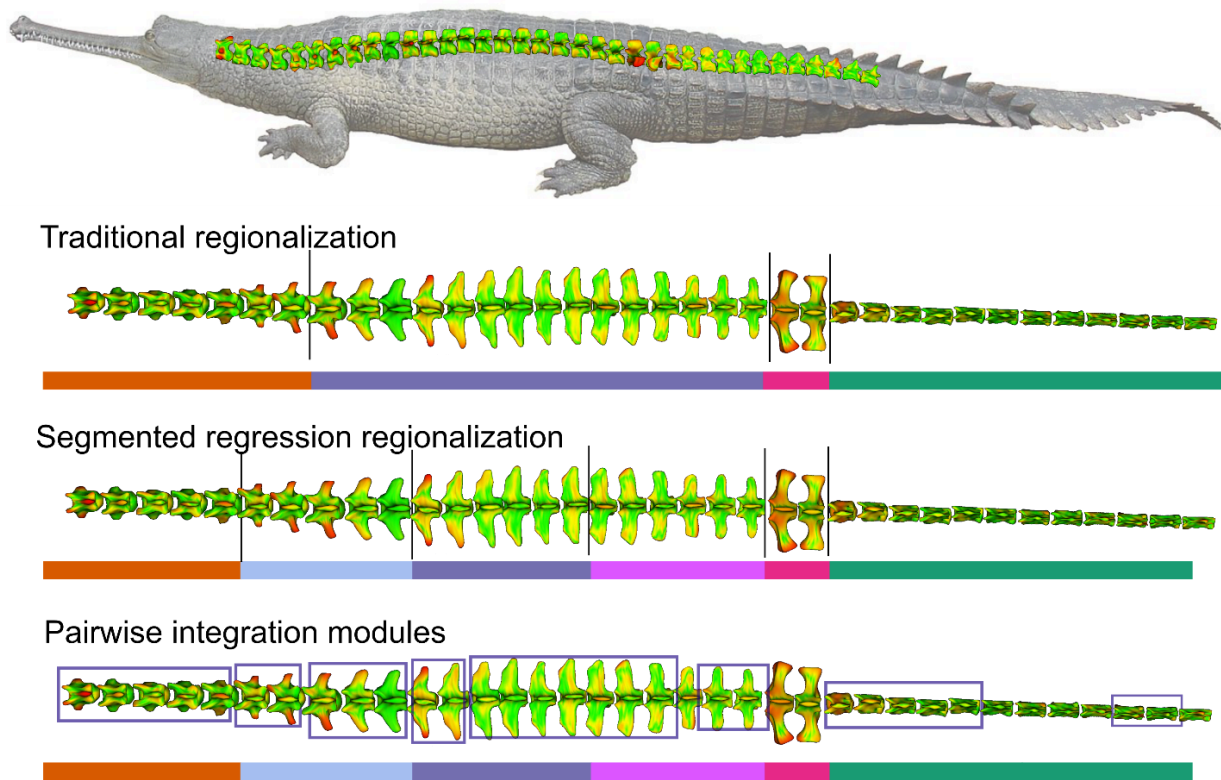 Traditional regionalization
Segmented regression regionalization
Pairwise integration modules